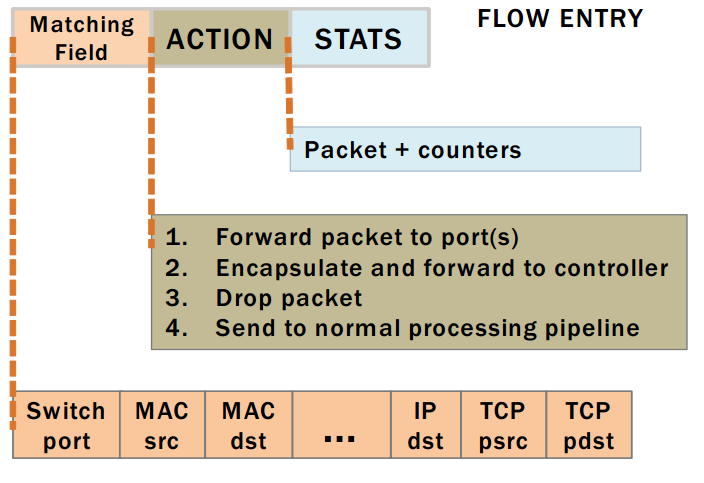 FLOW ENTRY
Matching
Field
ACTION
STATS
Packet + counters
1. Forward packet to port(s)
2. Encapsulate and forward to controller
3. Drop packet
4. Send to normal processing pipeline
Switch
port
MAC
src
MAC
dst
...
IP
dst
TCP
psrc
TCP
pdst